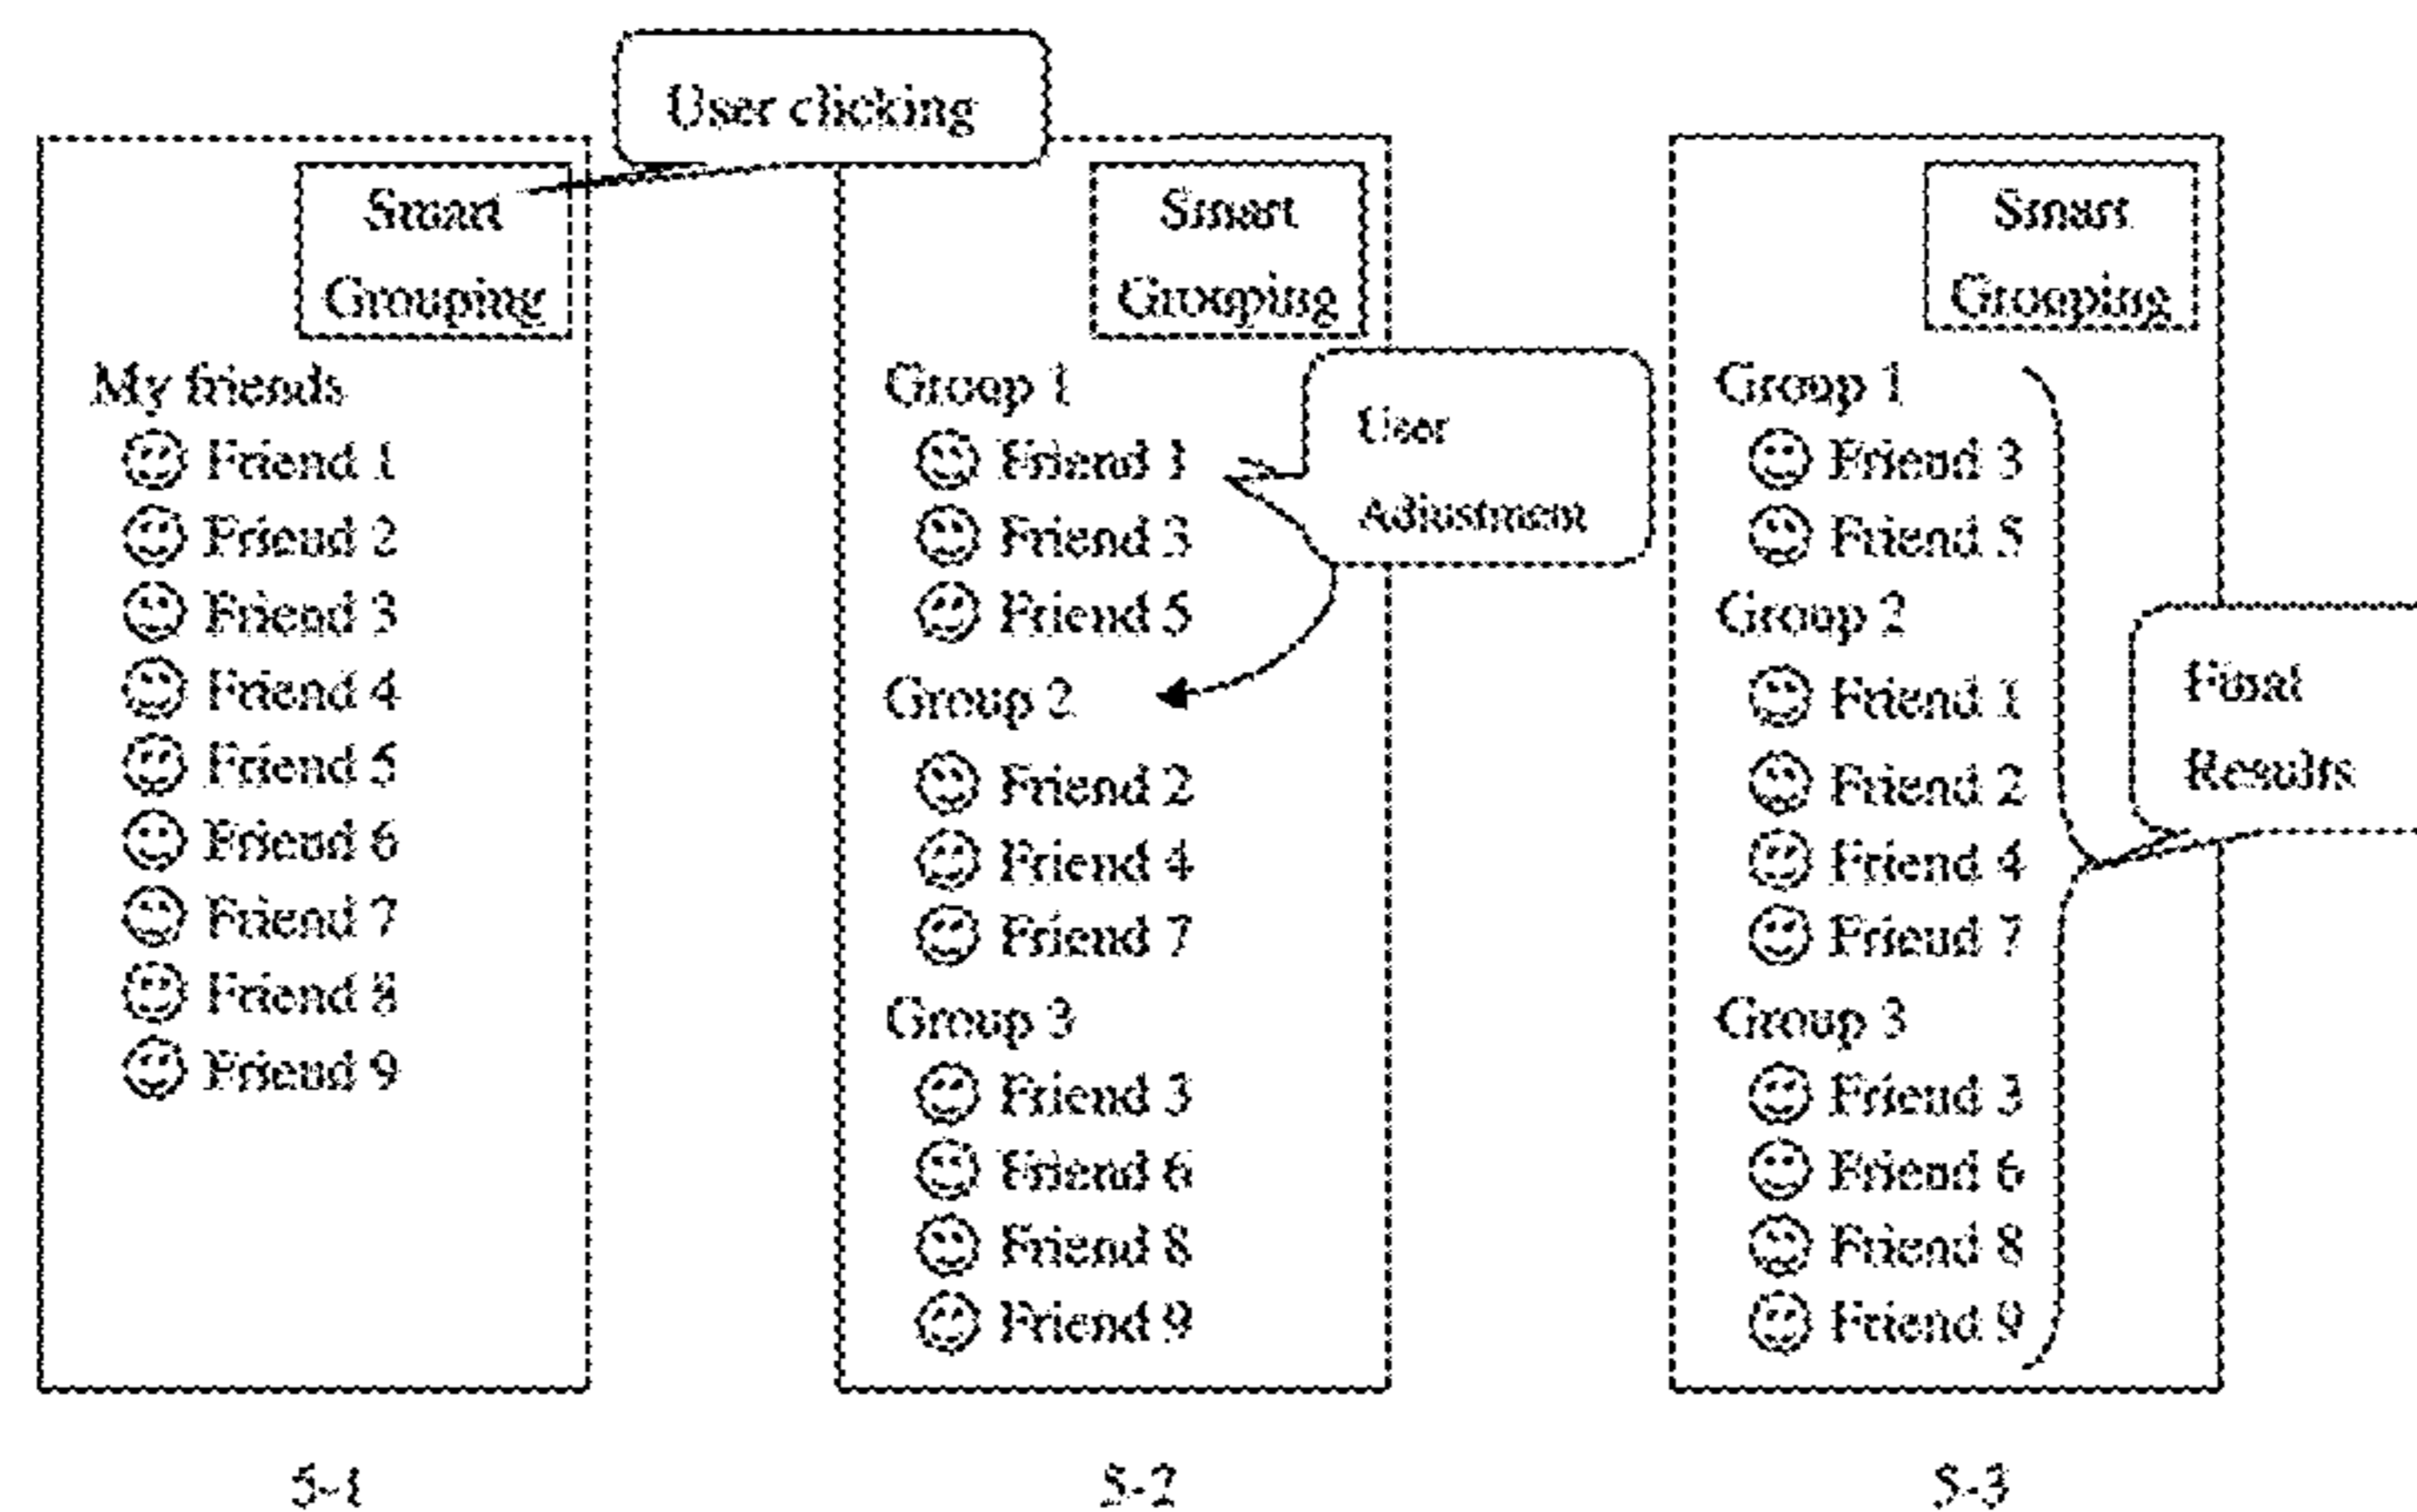 User clicking
Smart
Grouping
My friends
Friend 1
Friend 2
Friend 3
Friend 4
Friend 5
Friend 6
Friend 7
Friend 8
Friend 9
5-1
Smart
Grouping
Group 1
Friend 1
Friend 3
Friend 5
Group 2
Friend 2
Friend 4
Friend 7
Group 3
Friend 3
Friend 6
Friend 8
Friend 9
User
Adjustment
5-2
Smart
Grouping
Group 1
Friend 3
Friend 5
Group 2
Friend 1
Friend 2
Friend 4
Friend 7
Group 3
Friend 3
Friend 6
Friend 8
Friend 9
Final
Results
5-3